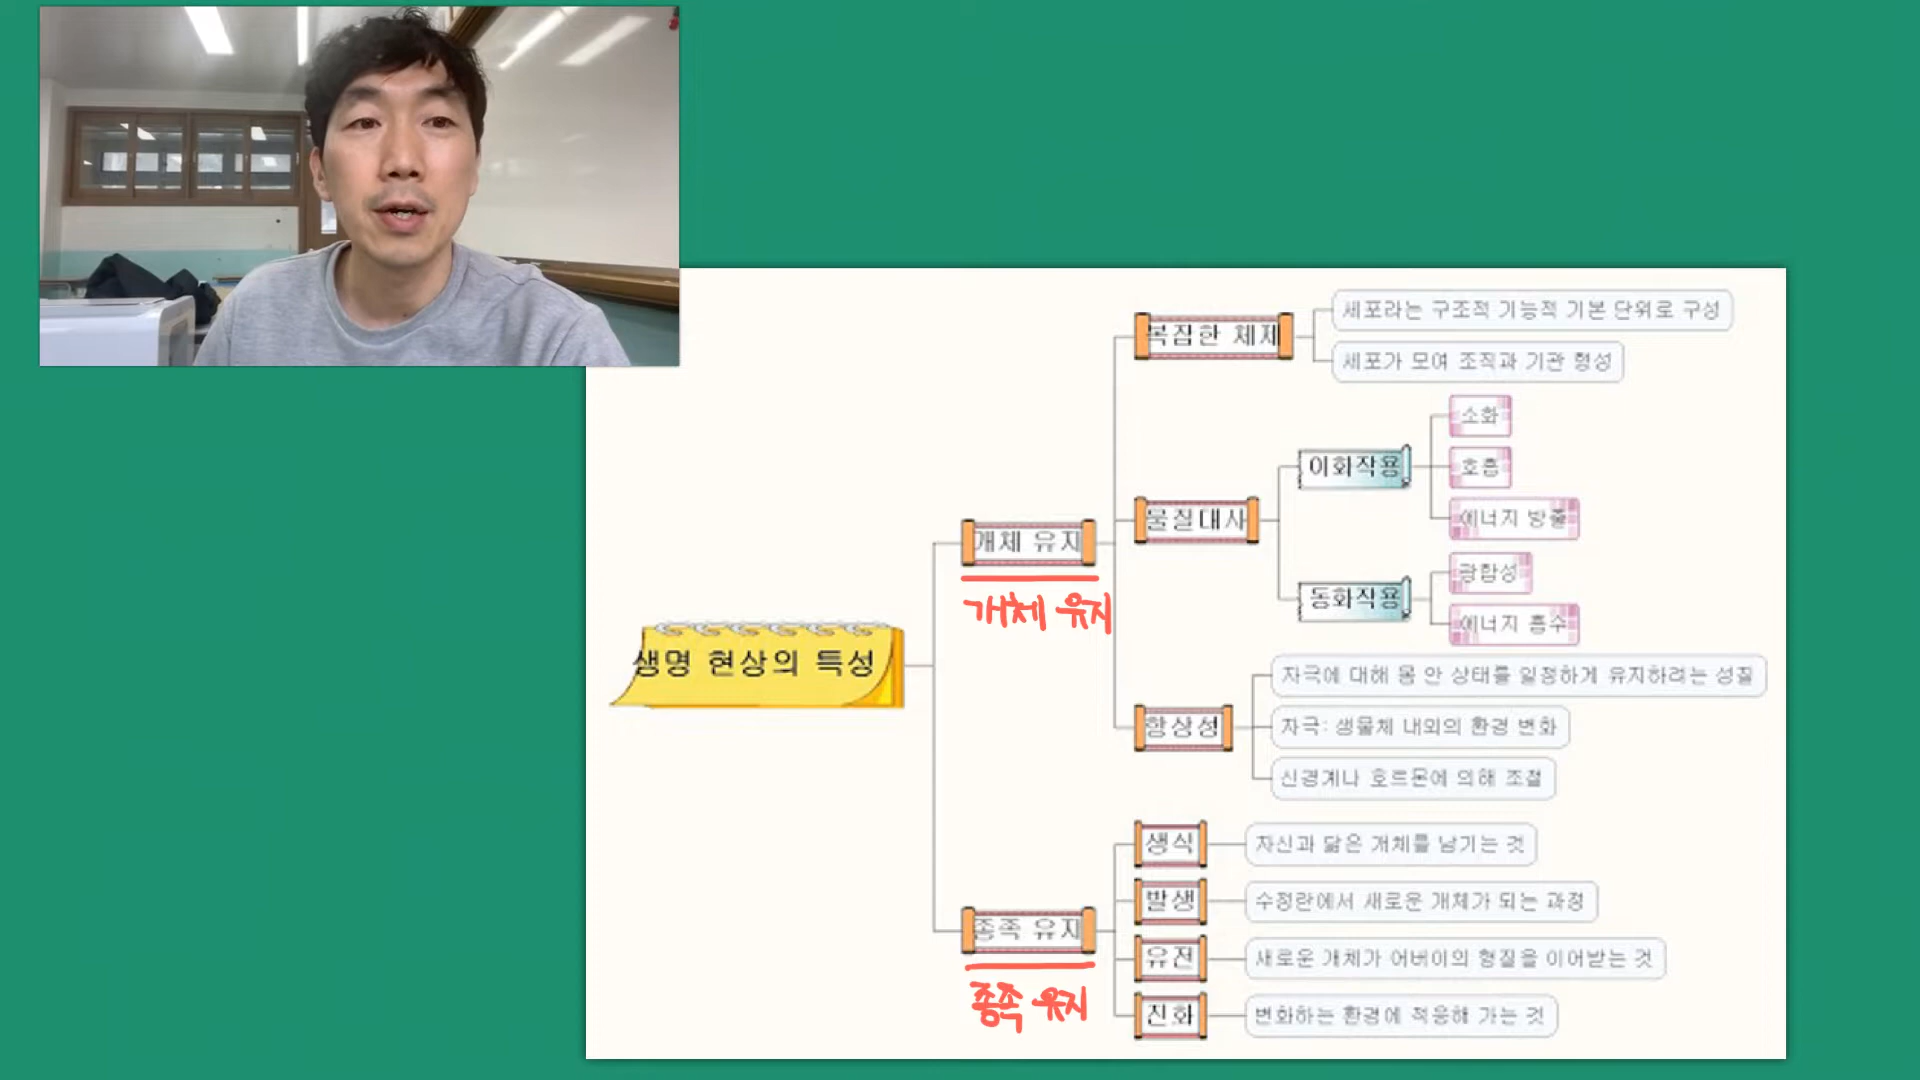 생명 현상의 특성
개체 유지
개체 유지
복잡한 체제
세포라는 구조적 기능적 기본 단위로 구성
세포가 모여 조직과 기관 형성
물질대사
이화작용
소화
호흡
에너지 방출
동화작용
광합성
에너지 흡수
항상성
자극에 대해 몸 안 상태를 일정하게 유지하려는 성질
자극: 생물체 내외의 환경 변화
신경계나 호르몬에 의해 조절
종족 유지
종족 유지
생식
자신과 닮은 개체를 남기는 것
발생
수정란에서 새로운 개체가 되는 과정
유전
새로운 개체가 어버이의 형질을 이어받는 것
진화
변화하는 환경에 적응해 가는 것